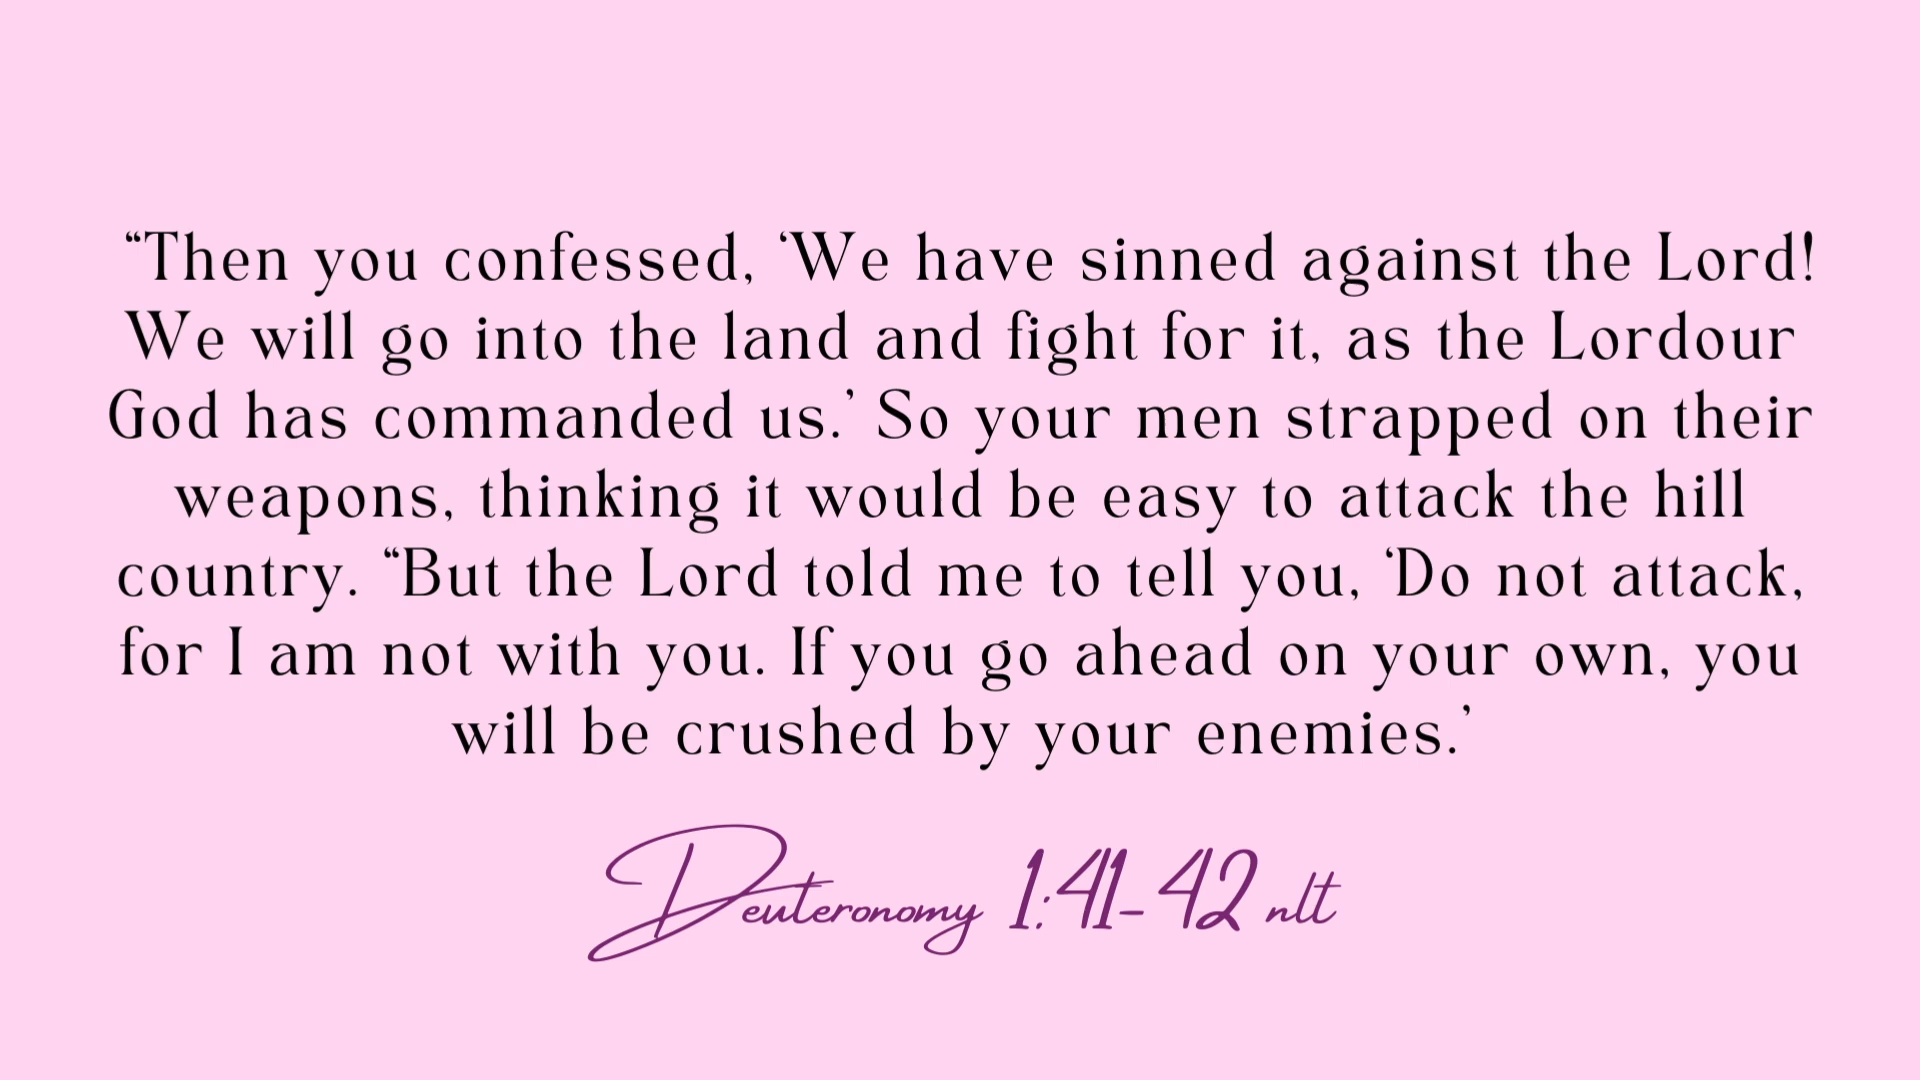 “Then you confessed, ‘We have sinned against the Lord!
We will go into the land and fight for it, as the Lordour
God has commanded us.’ So your men strapped on their
weapons, thinking it would be easy to attack the hill
country. “But the Lord told me to tell you, ‘Do not attack,
for I am not with you. If you go ahead on your own, you
will be crushed by your enemies.’
Deuteronomy 1:41-42 nlt